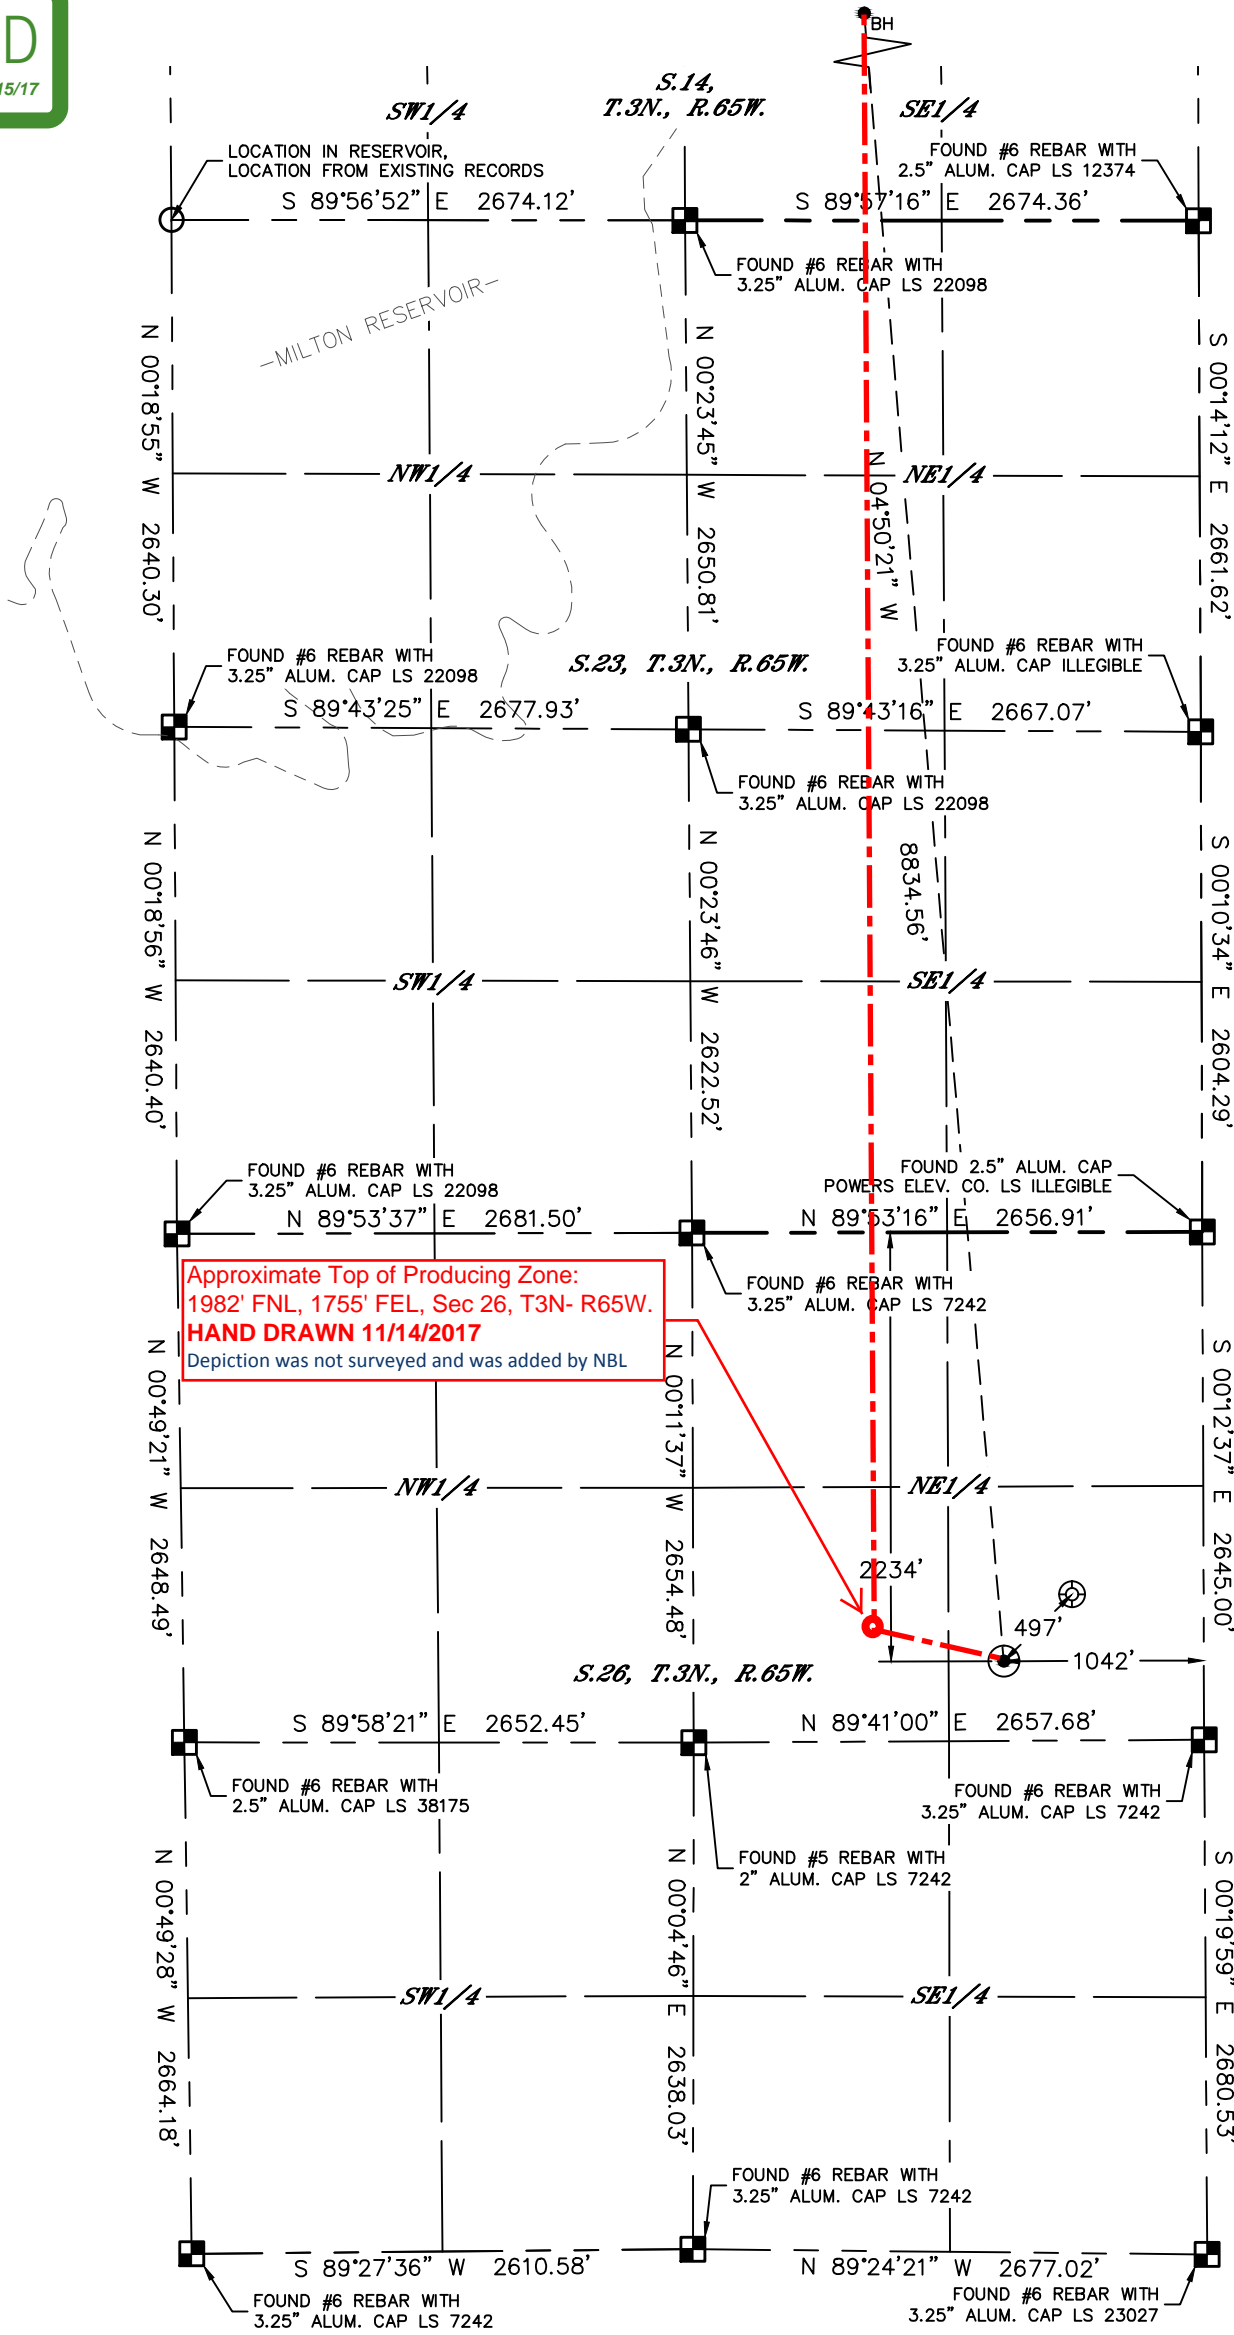 D
15/17
BH
S.14,
T.3N., R.65W.
SW1/4
SE1/4
LOCATION IN RESERVOIR,
LOCATION FROM EXISTING RECORDS
FOUND #6 REBAR WITH
2.5" ALUM. CAP LS 12374
S 89°56'52" E 2674.12'
S 89°57'16" E 2674.36'
FOUND #6 REBAR WITH
3.25" ALUM. CAP LS 22098
-MILTON RESERVOIR-
N 00°18'55" W 2640.30'
N 00°23'45" W 2650.81'
N 04°50'21" W
S 00°14'12" E 2661.62'
NW1/4
NE1/4
FOUND #6 REBAR WITH
3.25" ALUM. CAP LS 22098
S.23, T.3N., R.65W.
FOUND #6 REBAR WITH
3.25" ALUM. CAP ILLEGIBLE
S 89°43'25" E 2677.93'
S 89°43'16" E 2667.07'
FOUND #6 REBAR WITH
3.25" ALUM. CAP LS 22098
N 00°18'56" W 2640.40'
N 00°23'46" W 2622.52'
8834.56'
S 00°10'34" E 2604.29'
SW1/4
SE1/4
FOUND #6 REBAR WITH
3.25" ALUM. CAP LS 22098
FOUND 2.5" ALUM. CAP
POWERS ELEV. CO. LS ILLEGIBLE
N 89°53'37" E 2681.50'
N 89°53'16" E 2656.91'
FOUND #6 REBAR WITH
3.25" ALUM. CAP LS 7242
Approximate Top of Producing Zone:
1982' FNL, 1755' FEL, Sec 26, T3N- R65W.
HAND DRAWN 11/14/2017
Depiction was not surveyed and was added by NBL
N 00°49'21" W 2648.49'
N 00°11'37" W 2654.48'
S 00°12'37" E 2645.00'
NW1/4
NE1/4
2234'
497'
1042'
S.26, T.3N., R.65W.
S 89°58'21" E 2652.45'
N 89°41'00" E 2657.68'
FOUND #6 REBAR WITH
2.5" ALUM. CAP LS 38175
FOUND #6 REBAR WITH
3.25" ALUM. CAP LS 7242
FOUND #5 REBAR WITH
2" ALUM. CAP LS 7242
N 00°49'28" W 2664.18'
N 00°04'46" E 2638.03'
S 00°19'59" E 2680.53'
SW1/4
SE1/4
FOUND #6 REBAR WITH
3.25" ALUM. CAP LS 7242
S 89°27'36" W 2610.58'
N 89°24'21" W 2677.02'
FOUND #6 REBAR WITH
3.25" ALUM. CAP LS 7242
FOUND #6 REBAR WITH
3.25" ALUM. CAP LS 23027